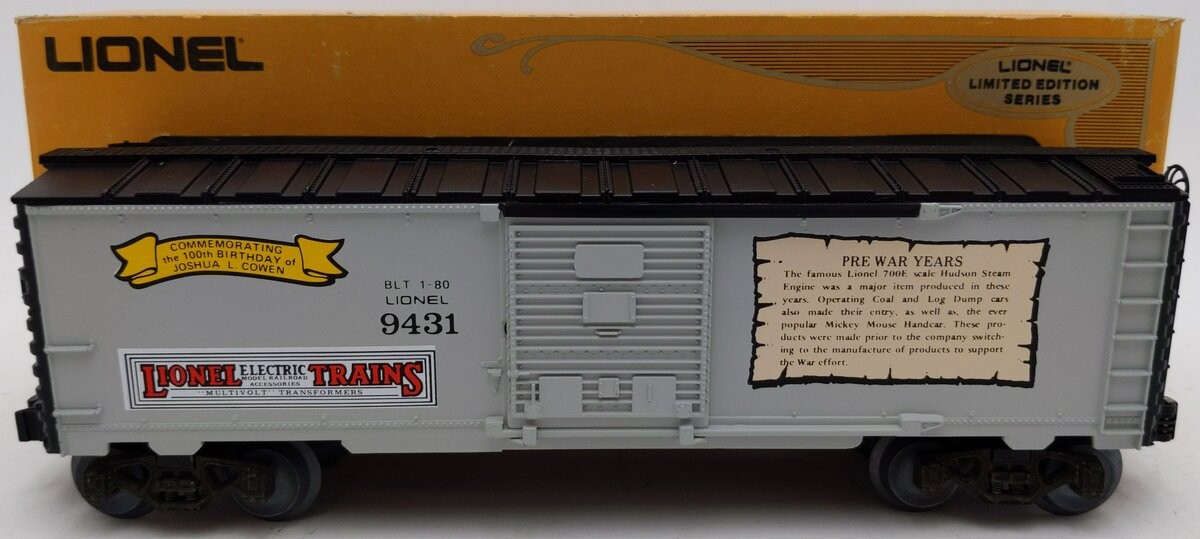 LIONEL
LIONEL
LIMITED EDITION
SERIES
COMMEMORATING
the 100th BIRTHDAY of
JOSHUA L. COWEN
BLT 1-80
LIONEL
9431
LIONEL ELECTRIC TRAINS
MODEL RAILROAD
ACCESSORIES
"MULTIVOLT" TRANSFORMERS
PRE WAR YEARS
The famous Lionel 700E scale Hudson Steam
Engine was a major item produced in these
years. Operating Coal and Log Dump cars
also made their entry, as well as, the ever
popular Mickey Mouse Handcar. These pro-
ducts were made prior to the company switch-
ing to the manufacture of products to support
the War effort.